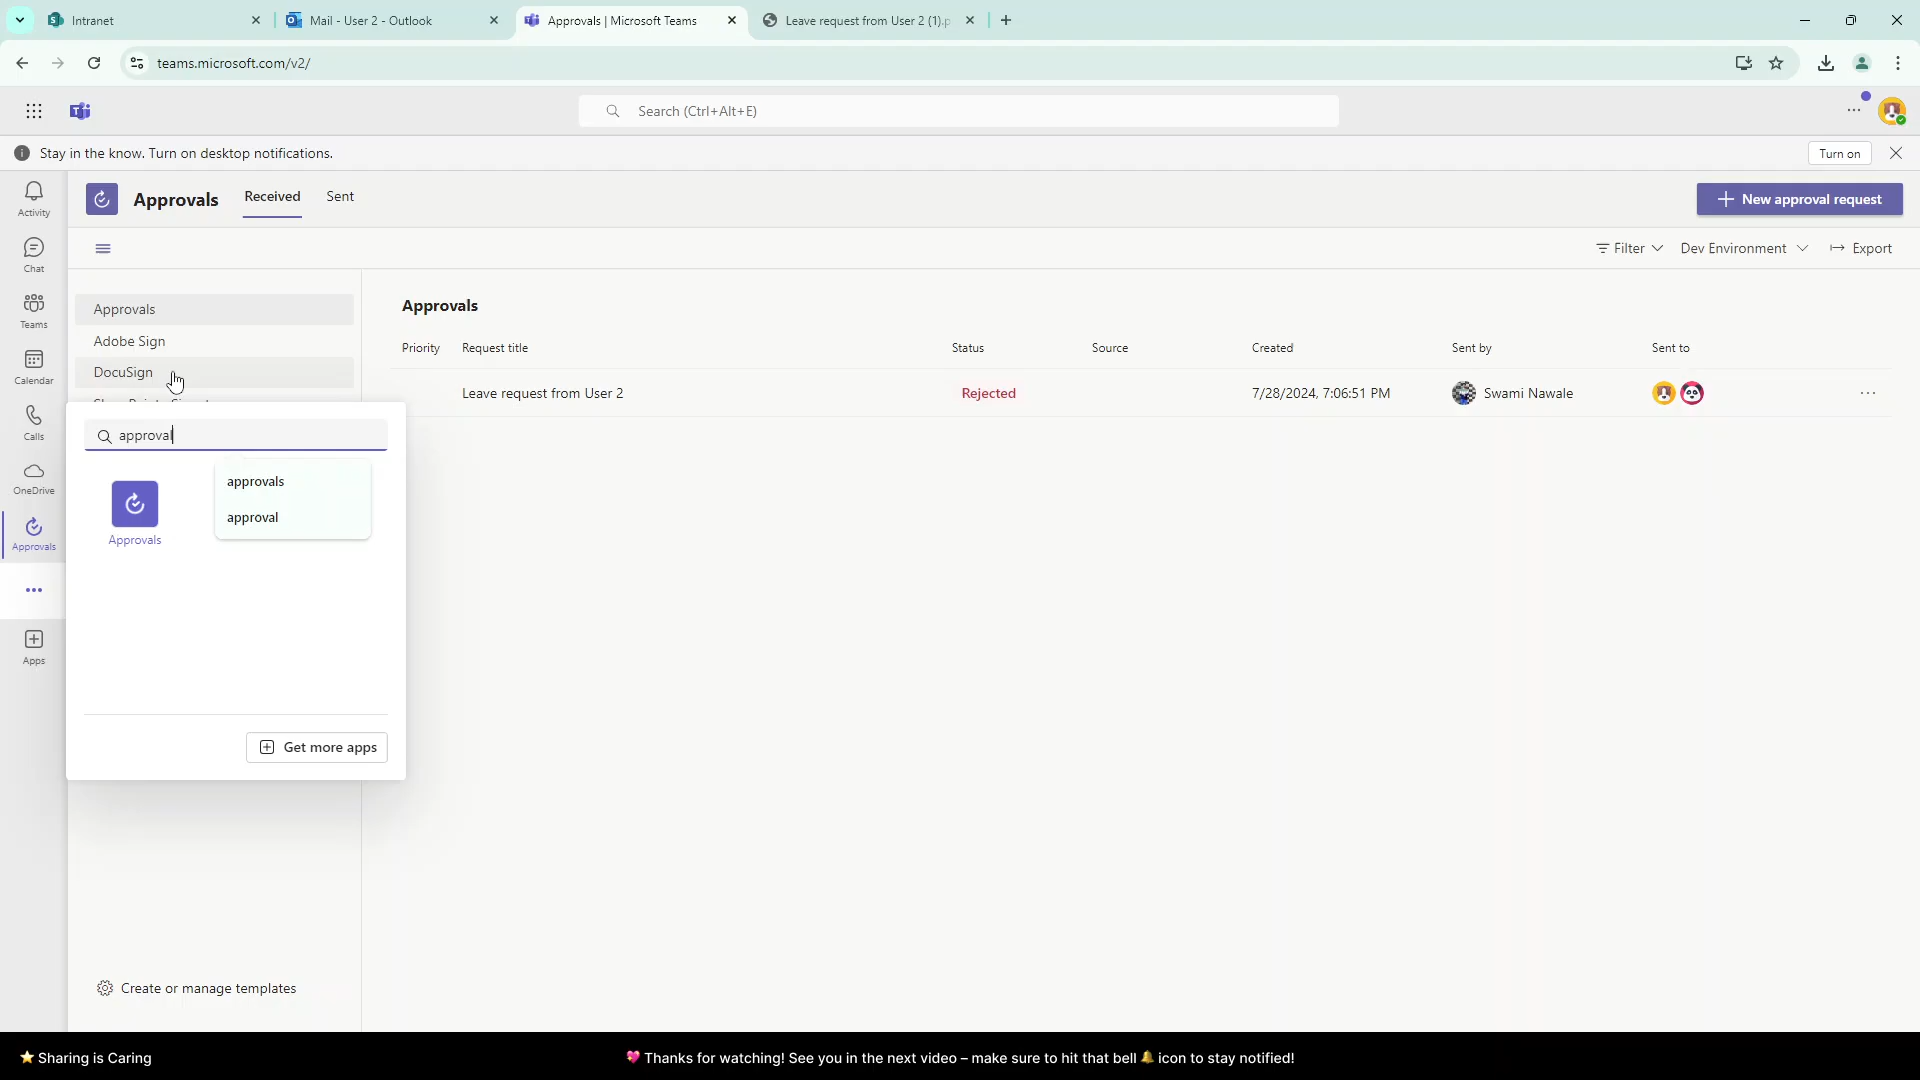 Intranet
Mail - User 2 - Outlook
Approvals | Microsoft Teams
Leave request from User 2 (1).p
teams.microsoft.com/v2/
Search (Ctrl+Alt+E)
Stay in the know. Turn on desktop notifications.
Turn on
Activity
Chat
Teams
Calendar
Calls
OneDrive
Approvals
Apps
Approvals
Received
Sent
New approval request
Filter
Dev Environment
Export
Approvals
Adobe Sign
DocuSign
approval
approvals
approval
Approvals
Get more apps
Create or manage templates
Approvals
Priority Request title Status Source Created Sent by Sent to
Leave request from User 2 Rejected 7/28/2024, 7:06:51 PM Swami Nawale
⭐ Sharing is Caring
💖 Thanks for watching! See you in the next video – make sure to hit that bell 🔔 icon to stay notified!